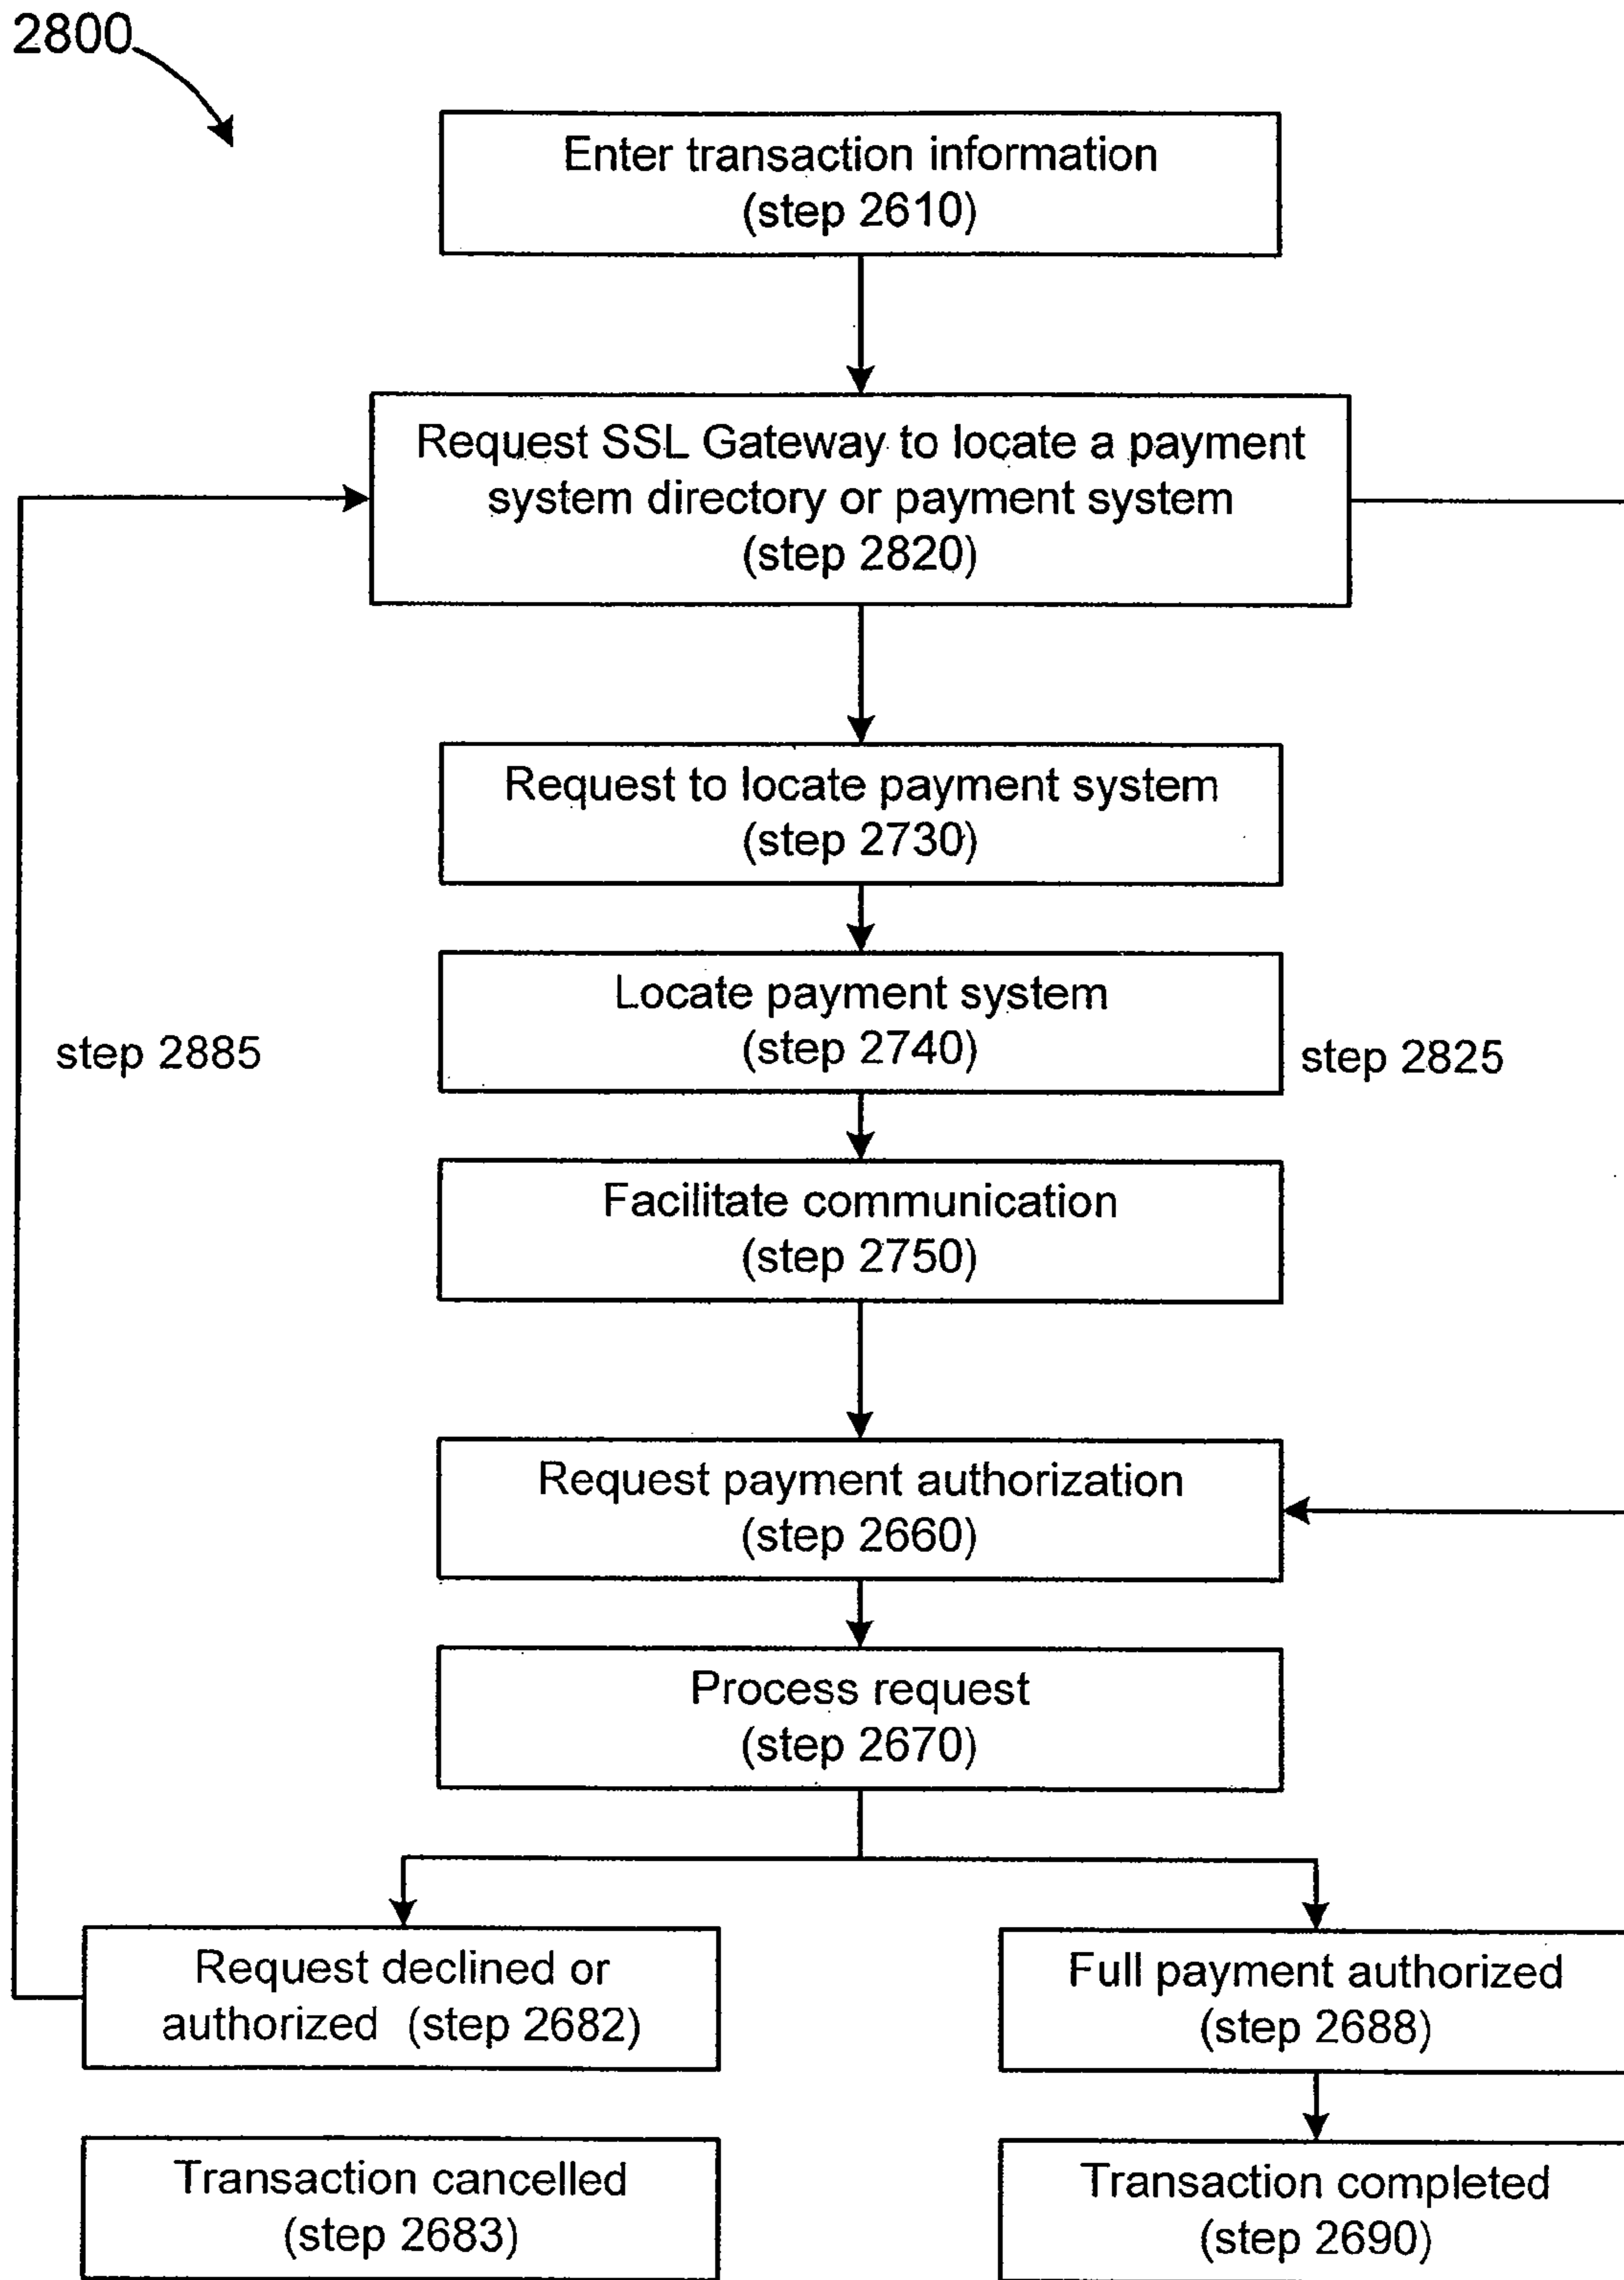 2800
Enter transaction information
(step 2610)
Request SSL Gateway to locate a payment
system directory or payment system
(step 2820)
Request to locate payment system
(step 2730)
Locate payment system
(step 2740)
step 2885
step 2825
Facilitate communication
(step 2750)
Request payment authorization
(step 2660)
Process request
(step 2670)
Request declined or
authorized (step 2682)
Full payment authorized
(step 2688)
Transaction cancelled
(step 2683)
Transaction completed
(step 2690)